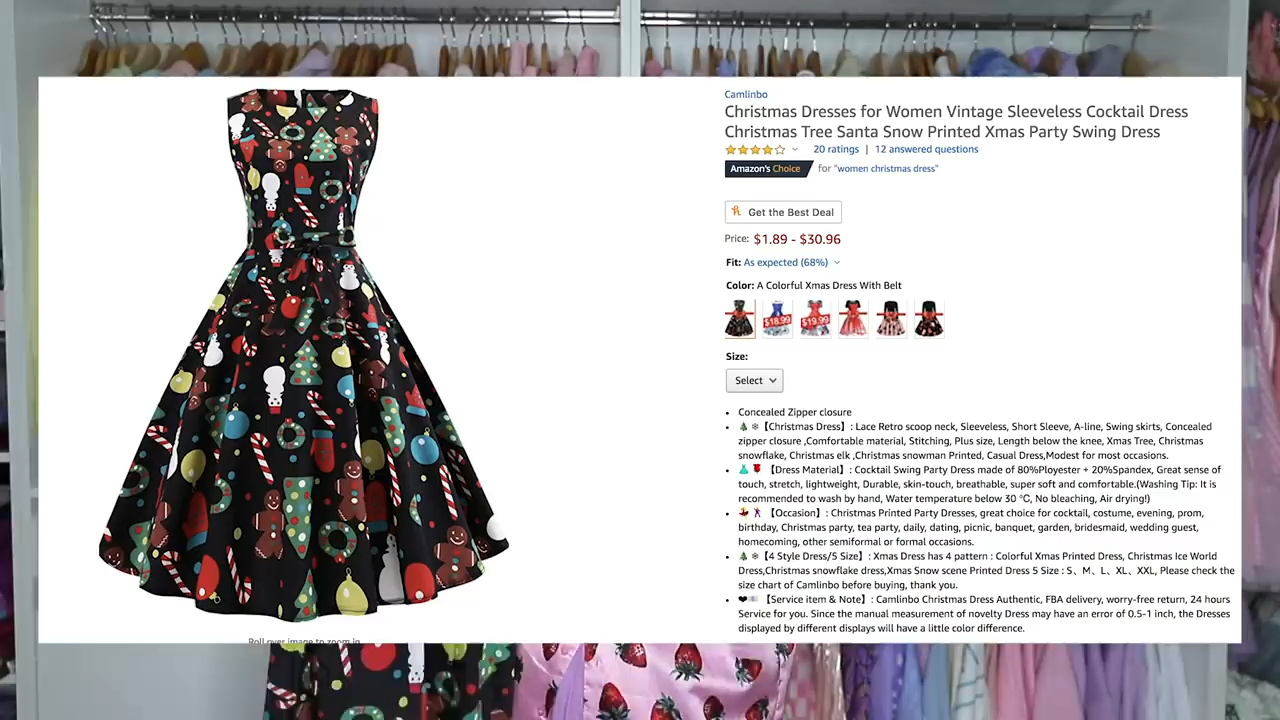 Camlinbo
Christmas Dresses for Women Vintage Sleeveless Cocktail Dress
Christmas Tree Santa Snow Printed Xmas Party Swing Dress
20 ratings | 12 answered questions
Amazon's Choice for "women christmas dress"
Get the Best Deal
Price: $1.89 - $30.96
Fit: As expected (68%)
Color: A Colorful Xmas Dress With Belt
$18.99 $19.99
Size:
Select
• Concealed Zipper closure
• 🎄❄【Christmas Dress】: Lace Retro scoop neck, Sleeveless, Short Sleeve, A-line, Swing skirts, Concealed
zipper closure ,Comfortable material, Stitching, Plus size, Length below the knee, Xmas Tree, Christmas
snowflake, Christmas elk ,Christmas snowman Printed, Casual Dress,Modest for most occasions.
• 👗🌹【Dress Material】: Cocktail Swing Party Dress made of 80%Ployester + 20%Spandex, Great sense of
touch, stretch, lightweight, Durable, skin-touch, breathable, super soft and comfortable.(Washing Tip: It is
recommended to wash by hand, Water temperature below 30 ℃, No bleaching, Air drying!)
• 💃🕺【Occasion】: Christmas Printed Party Dresses, great choice for cocktail, costume, evening, prom,
birthday, Christmas party, tea party, daily, dating, picnic, banquet, garden, bridesmaid, wedding guest,
homecoming, other semiformal or formal occasions.
• 🎄❄【4 Style Dress/5 Size】: Xmas Dress has 4 pattern : Colorful Xmas Printed Dress, Christmas Ice World
Dress,Christmas snowflake dress,Xmas Snow scene Printed Dress 5 Size : S、M、L、XL、XXL, Please check the
size chart of Camlinbo before buying, thank you.
• ❤💌【Service item & Note】: Camlinbo Christmas Dress Authentic, FBA delivery, worry-free return, 24 hours
Service for you. Since the manual measurement of novelty Dress may have an error of 0.5-1 inch, the Dresses
displayed by different displays will have a little color difference.
Roll over image to zoom in